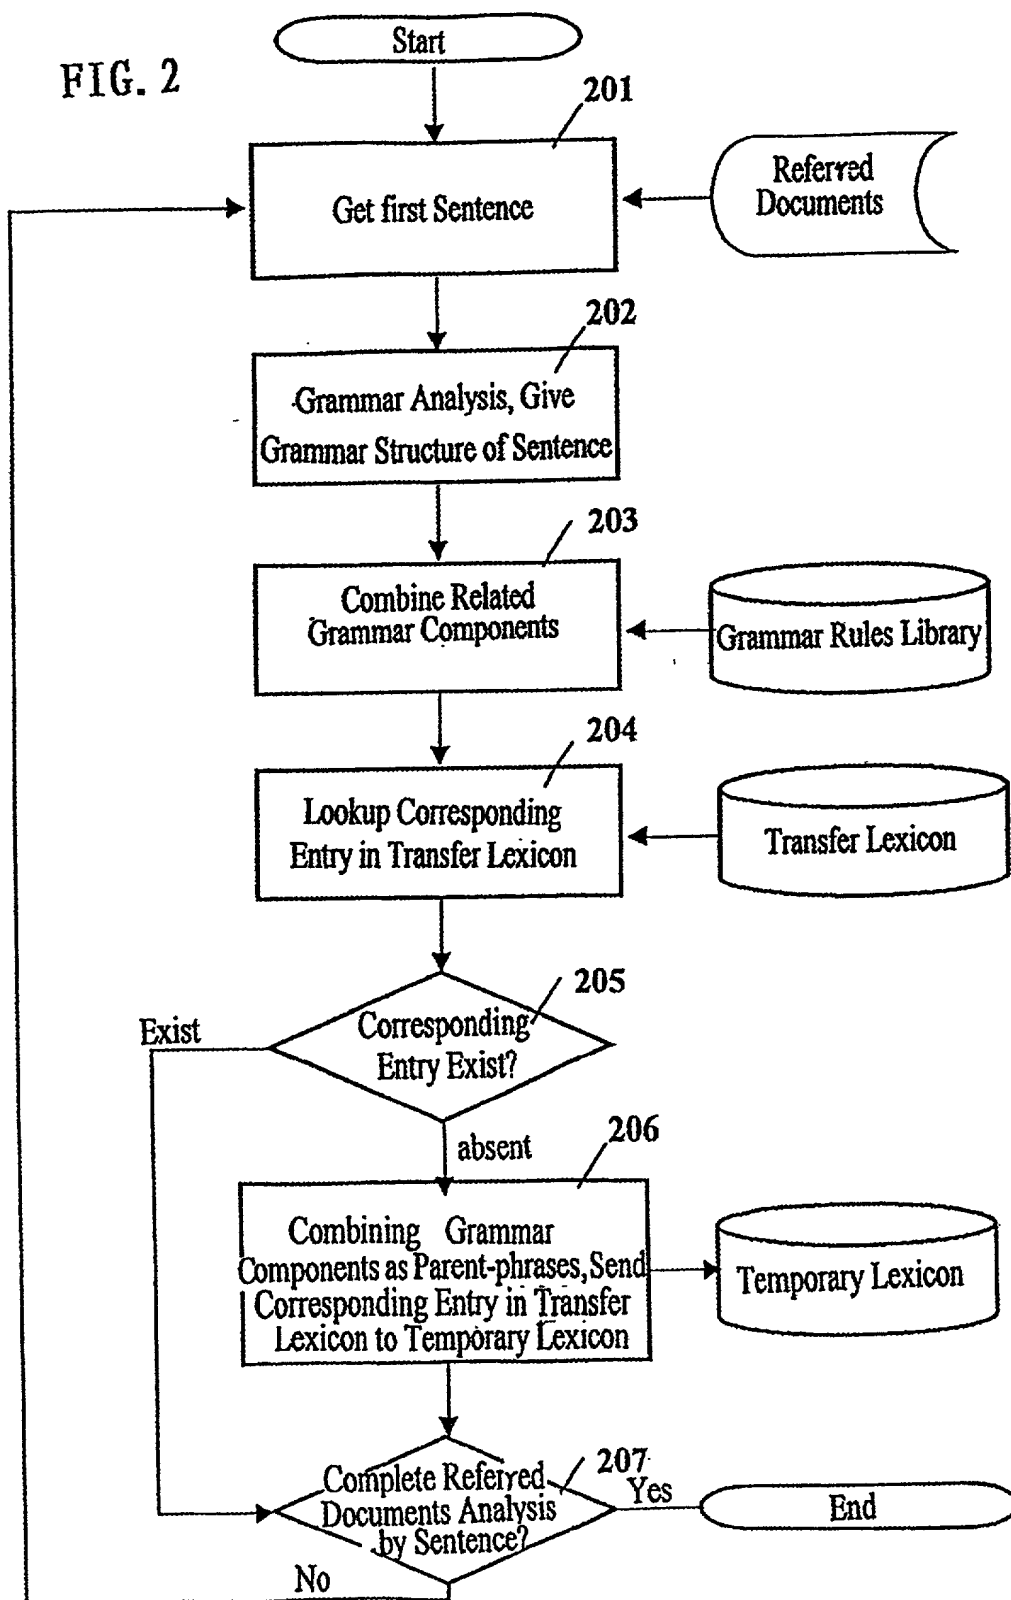 FIG. 2
Start
201
Get first Sentence
Referred
Documents
202
Grammar Analysis, Give
Grammar Structure of Sentence
203
Combine Related
Grammar Components
Grammar Rules Library
204
Lookup Corresponding
Entry in Transfer Lexicon
Transfer Lexicon
205
Exist
Corresponding
Entry Exist?
absent
206
Combining Grammar
Components as Parent-phrases, Send
Corresponding Entry in Transfer
Lexicon to Temporary Lexicon
Temporary Lexicon
207
Complete Referred
Documents Analysis
by Sentence?
Yes
End
No